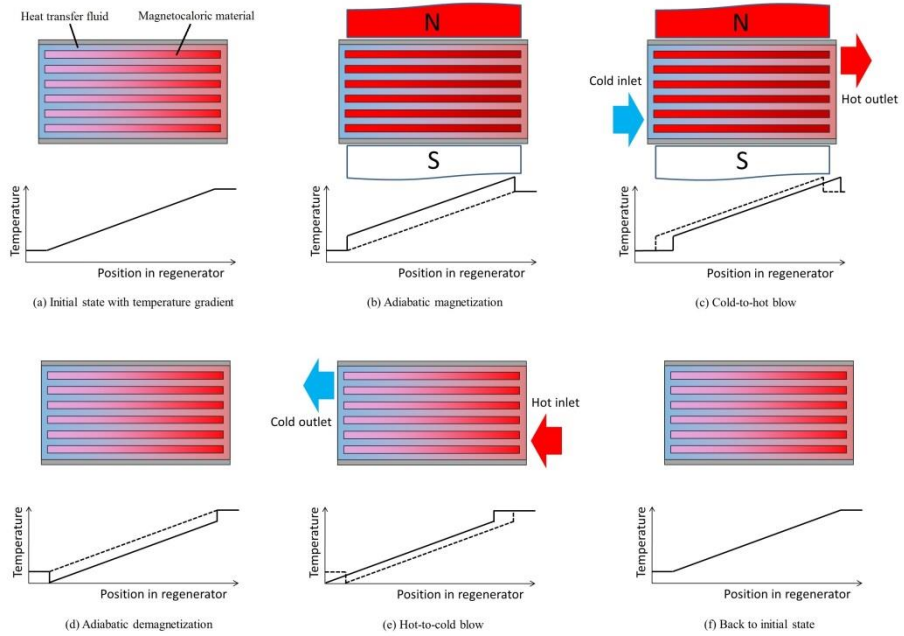 Heat transfer fluid
Magnetocaloric material
N
S
N
S
Cold inlet
Hot outlet
Temperature
Position in regenerator
Temperature
Position in regenerator
Temperature
Position in regenerator
(a) Initial state with temperature gradient
(b) Adiabatic magnetization
(c) Cold-to-hot blow
Cold outlet
Hot inlet
Temperature
Position in regenerator
Temperature
Position in regenerator
Temperature
Position in regenerator
(d) Adiabatic demagnetization
(e) Hot-to-cold blow
(f) Back to initial state